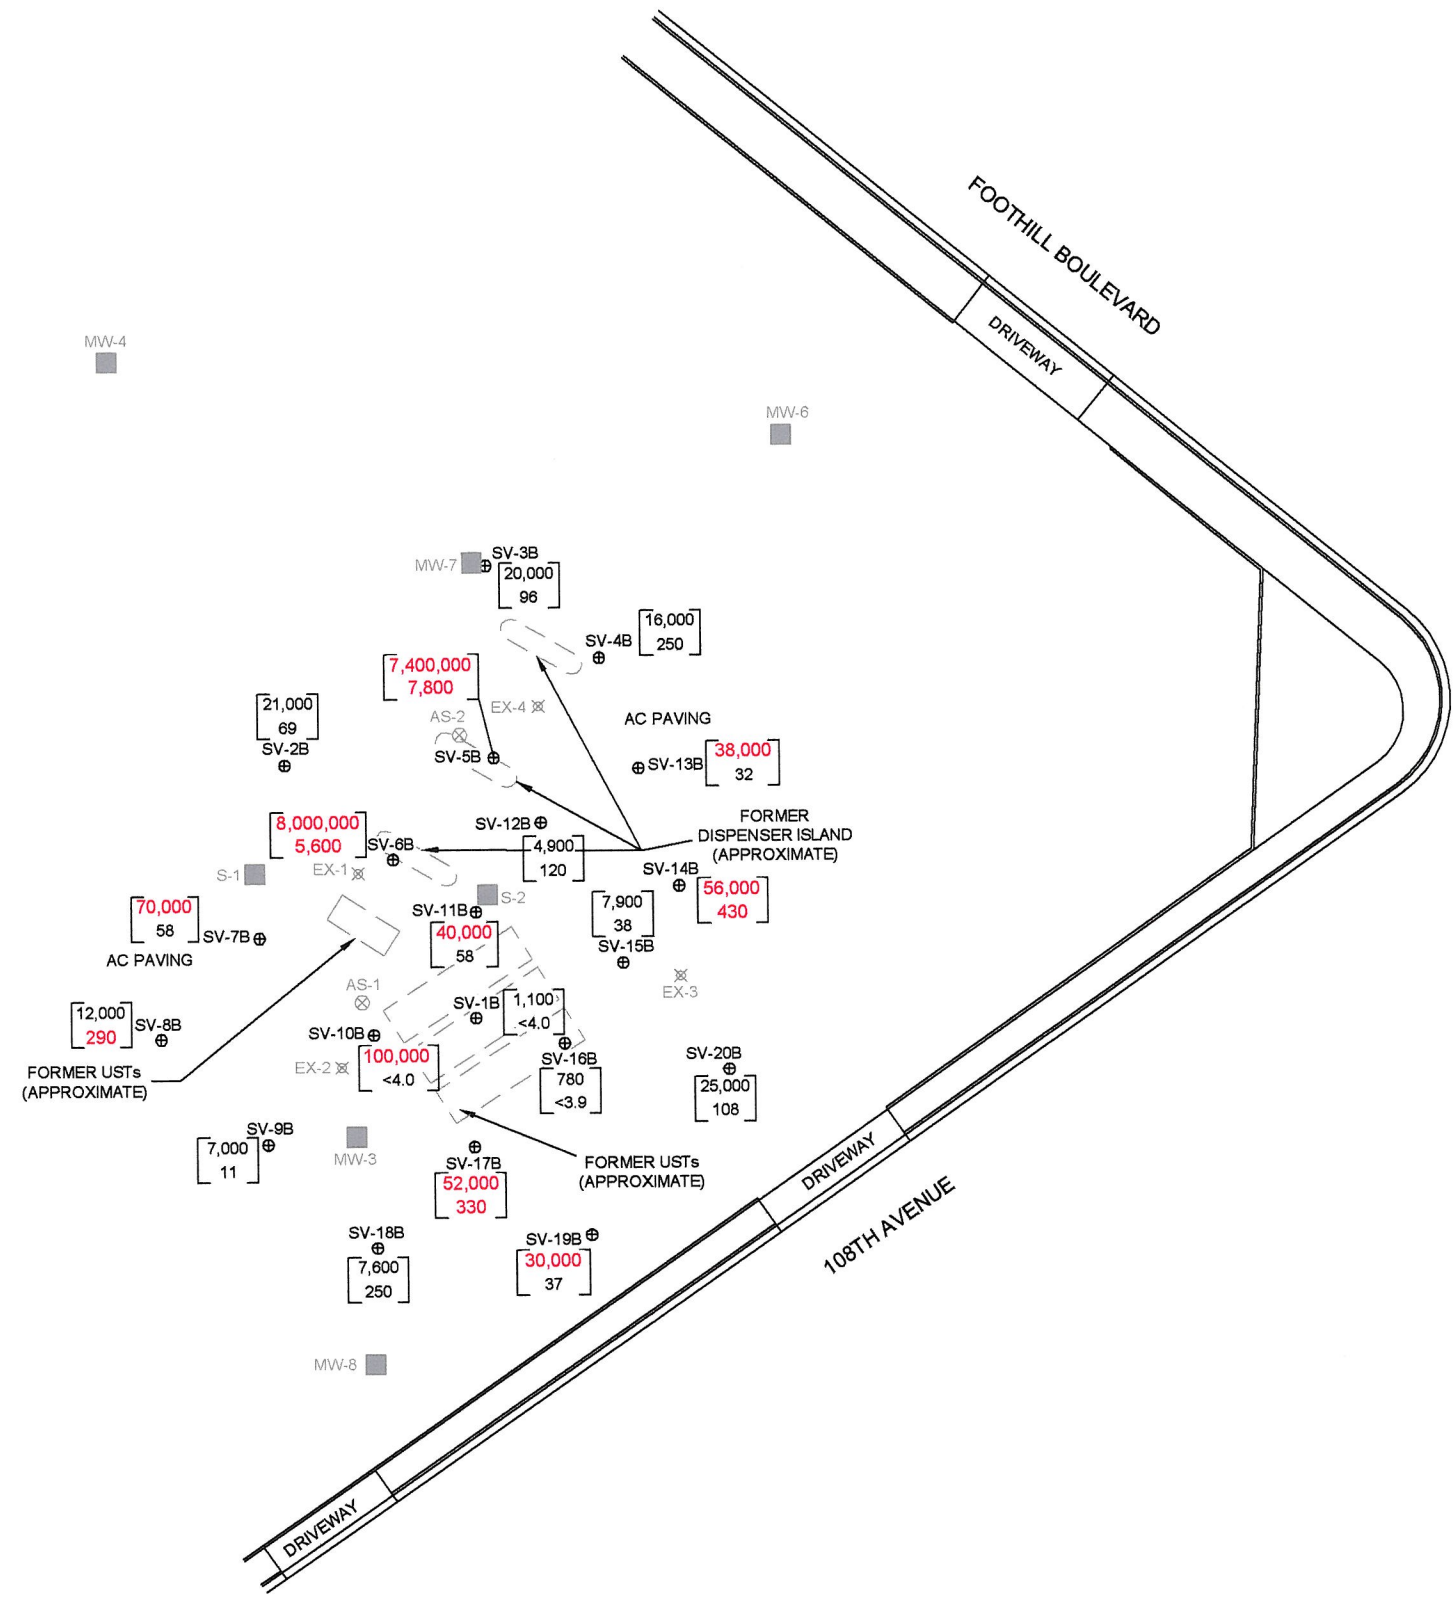 FOOTHILL BOULEVARD
DRIVEWAY
MW-4
MW-6
MW-7
SV-3B
20,000
96
SV-4B
16,000
250
7,400,000
7,800
EX-4
AS-2
SV-5B
AC PAVING
21,000
69
SV-2B
SV-13B
38,000
32
8,000,000
5,600
SV-6B
SV-12B
4,900
120
FORMER
DISPENSER ISLAND
(APPROXIMATE)
S-1
EX-1
S-2
SV-14B
56,000
430
70,000
58
SV-7B
AC PAVING
SV-11B
40,000
58
7,900
38
SV-15B
EX-3
AS-1
SV-1B
1,100
<4.0
12,000
290
SV-8B
SV-10B
100,000
<4.0
EX-2
SV-16B
780
<3.9
SV-20B
25,000
108
FORMER USTs
(APPROXIMATE)
SV-9B
7,000
11
MW-3
SV-17B
52,000
330
FORMER USTs
(APPROXIMATE)
DRIVEWAY
108TH AVENUE
SV-18B
7,600
250
SV-19B
30,000
37
MW-8
DRIVEWAY